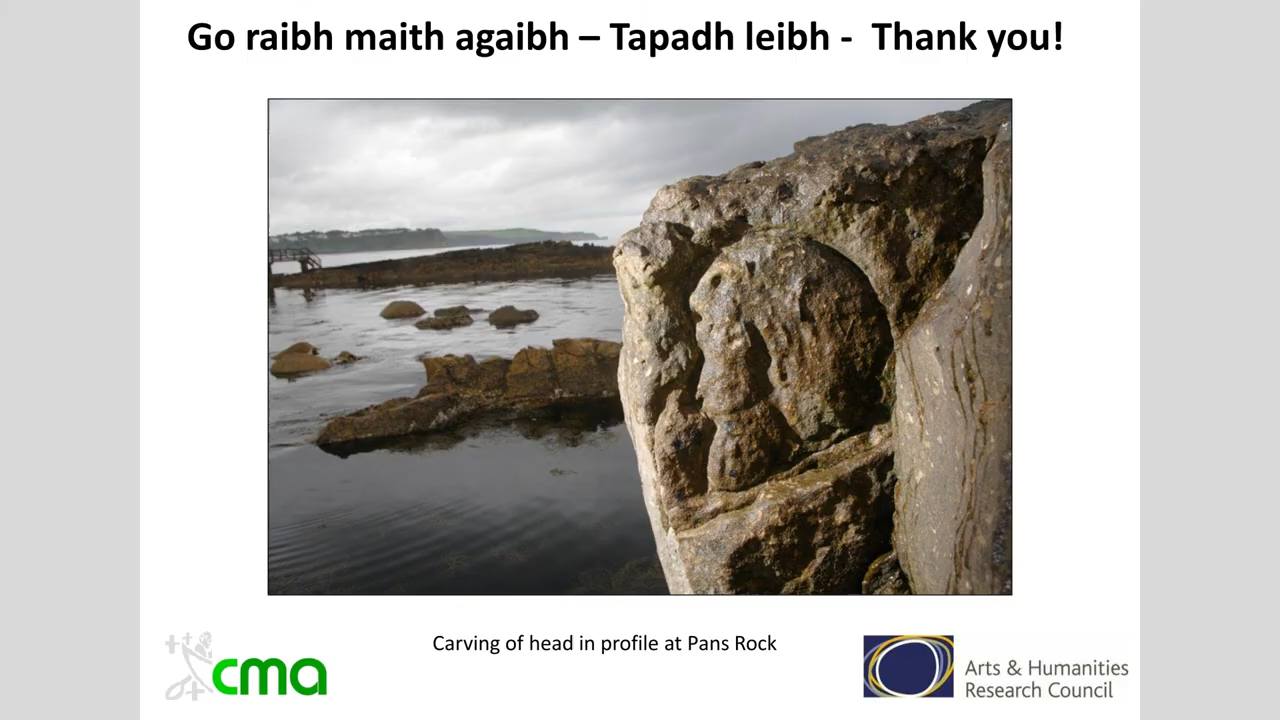 Go raibh maith agaibh – Tapadh leibh - Thank you!
Carving of head in profile at Pans Rock
cma
Arts & Humanities
Research Council